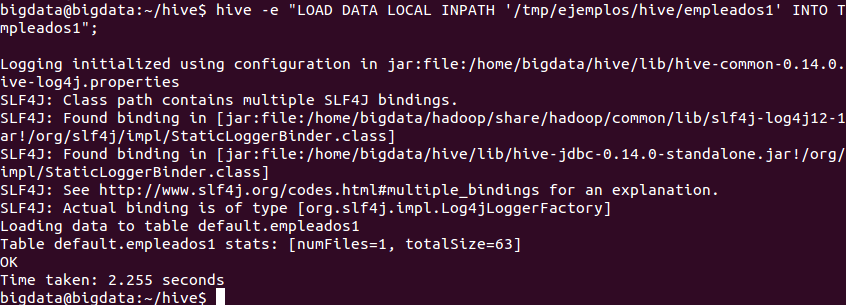 bigdata@bigdata:~/hive$ hive -e "LOAD DATA LOCAL INPATH '/tmp/ejemplos/hive/empleados1' INTO T
mpleados1";
Logging initialized using configuration in jar:file:/home/bigdata/hive/lib/hive-common-0.14.0.
ive-log4j.properties
SLF4J: Class path contains multiple SLF4J bindings.
SLF4J: Found binding in [jar:file:/home/bigdata/hadoop/share/hadoop/common/lib/slf4j-log4j12-1
ar!/org/slf4j/impl/StaticLoggerBinder.class]
SLF4J: Found binding in [jar:file:/home/bigdata/hive/lib/hive-jdbc-0.14.0-standalone.jar!/org/
impl/StaticLoggerBinder.class]
SLF4J: See http://www.slf4j.org/codes.html#multiple_bindings for an explanation.
SLF4J: Actual binding is of type [org.slf4j.impl.Log4jLoggerFactory]
Loading data to table default.empleados1
Table default.empleados1 stats: [numFiles=1, totalSize=63]
OK
Time taken: 2.255 seconds
bigdata@bigdata:~/hive$